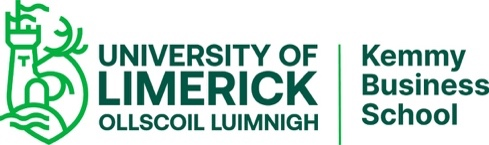 UNIVERSITY OF
LIMERICK
OLLSCOIL LUIMNIGH
Kemmy
Business
School